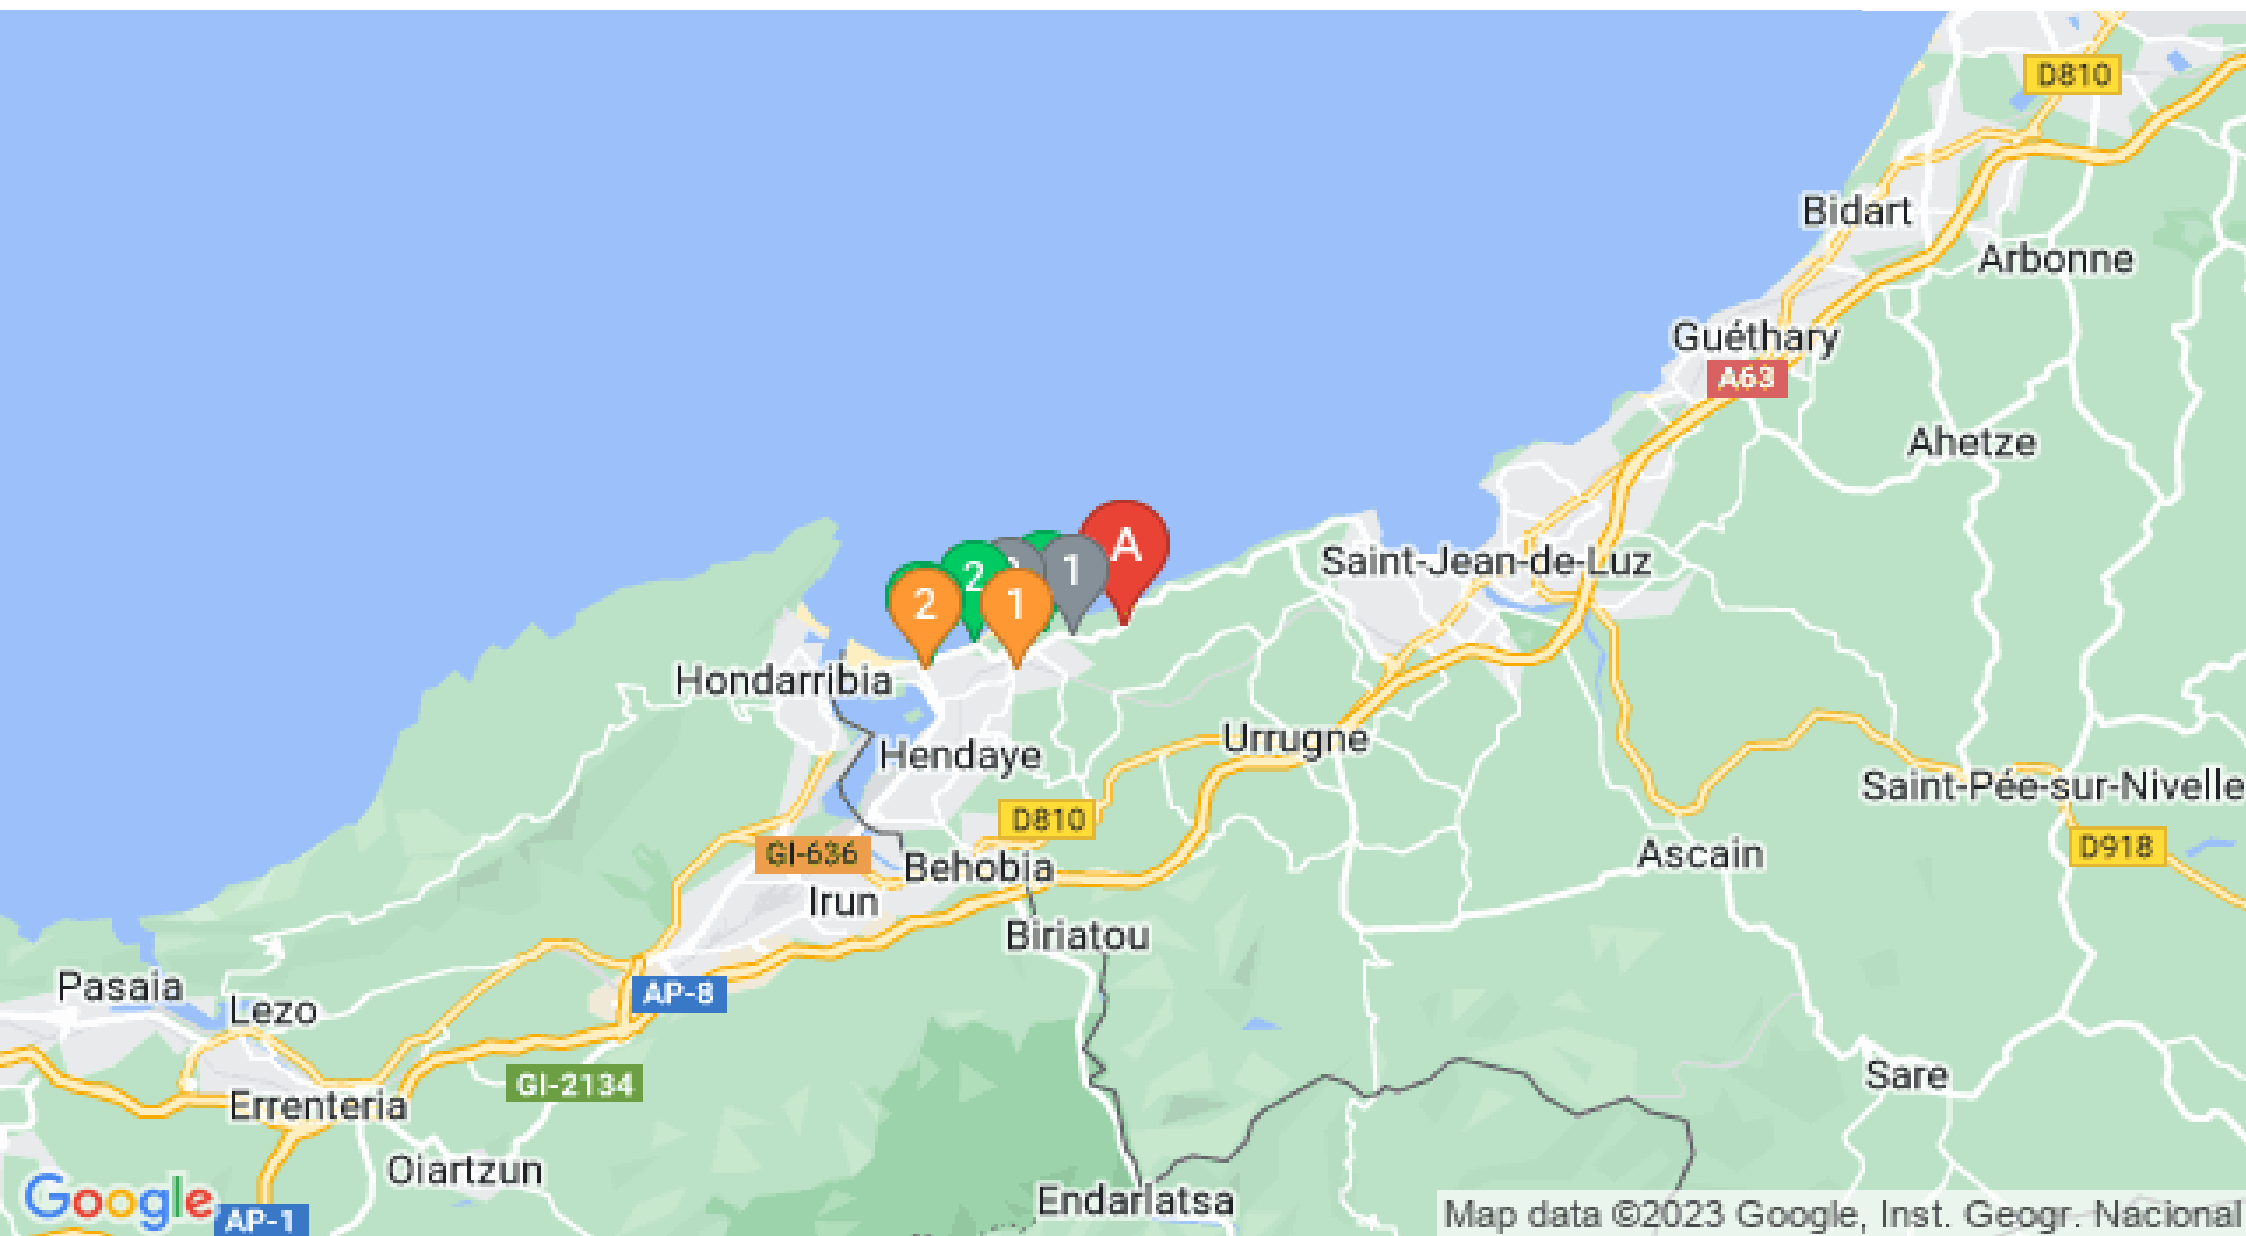 D810
Bidart
Arbonne
Guéthary
A63
Ahetze
A
1
2
Saint-Jean-de-Luz
2
1
Hondarribia
Urrugne
Hendaye
Saint-Pée-sur-Nivelle
D810
D918
GI-636
Ascain
Behobia
Irun
Biriatou
Pasaia
AP-8
Lezo
Sare
GI-2134
Errenteria
Oiartzun
Endarlatsa
Google
AP-1
Map data ©2023 Google, Inst. Geogr. Nacional